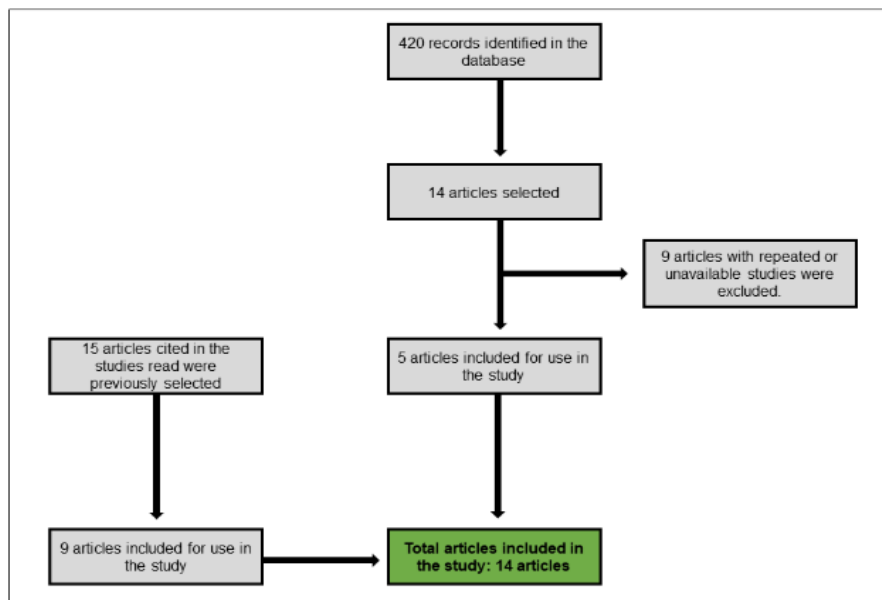 420 records identified in the
database
14 articles selected
9 articles with repeated or
unavailable studies were
excluded.
15 articles cited in the
studies read were
previously selected
5 articles included for use in
the study
9 articles included for use in
the study
Total articles included in
the study: 14 articles